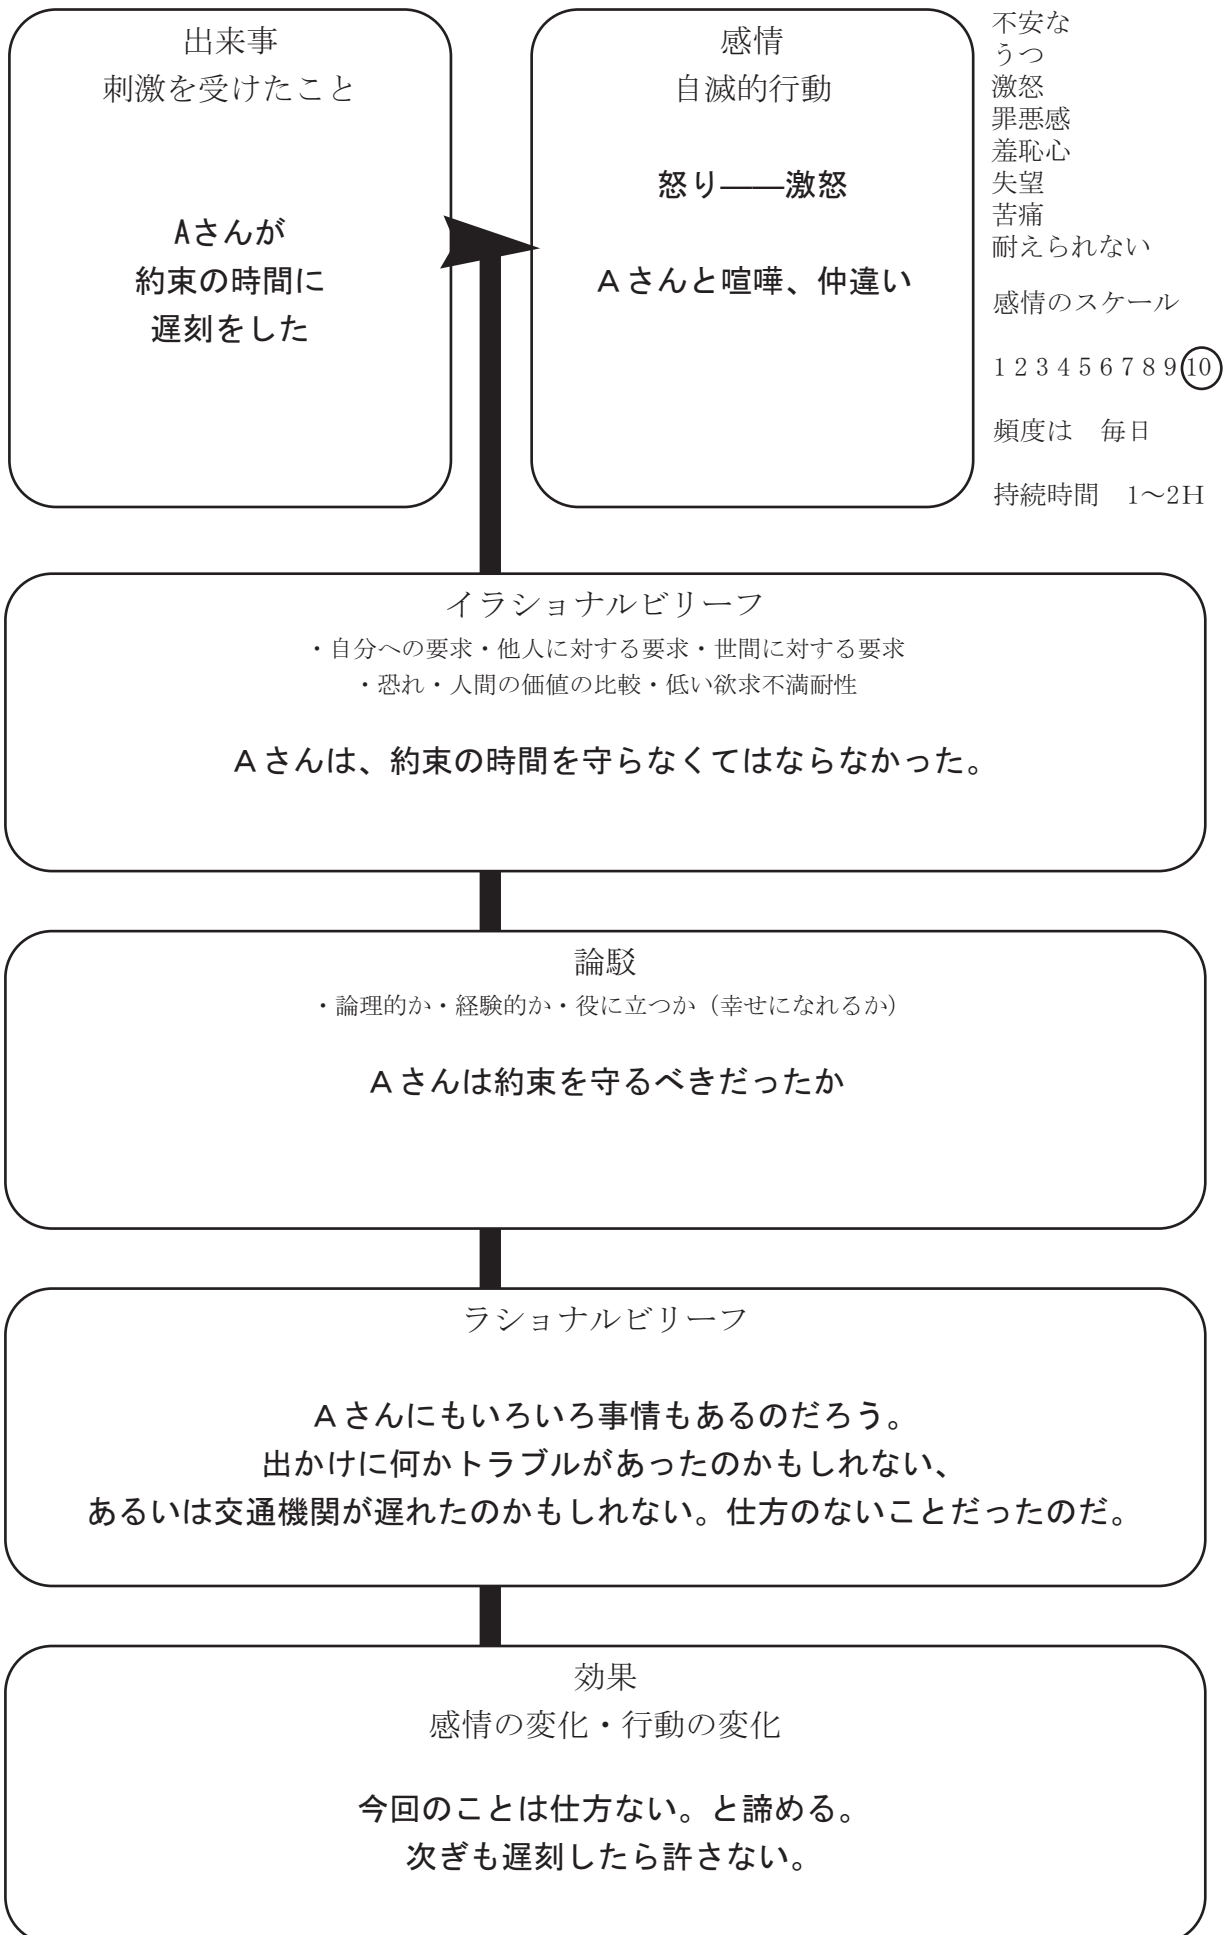 出来事
刺激を受けたこと
Aさんが
約束の時間に
遅刻をした
感情
自滅的行動
怒り――激怒
Aさんと喧嘩、仲違い
不安な
うつ
激怒
罪悪感
羞恥心
失望
苦痛
耐えられない
感情のスケール
1 2 3 4 5 6 7 8 9 10
頻度は　毎日
持続時間　1～2H
イラショナルビリーフ
・自分への要求・他人に対する要求・世間に対する要求
・恐れ・人間の価値の比較・低い欲求不満耐性
Aさんは、約束の時間を守らなくてはならなかった。
論駁
・論理的か・経験的か・役に立つか（幸せになれるか）
Aさんは約束を守るべきだったか
ラショナルビリーフ
Aさんにもいろいろ事情もあるのだろう。
出かけに何かトラブルがあったのかもしれない、
あるいは交通機関が遅れたのかもしれない。仕方のないことだったのだ。
効果
感情の変化・行動の変化
今回のことは仕方ない。と諦める。
次ぎも遅刻したら許さない。